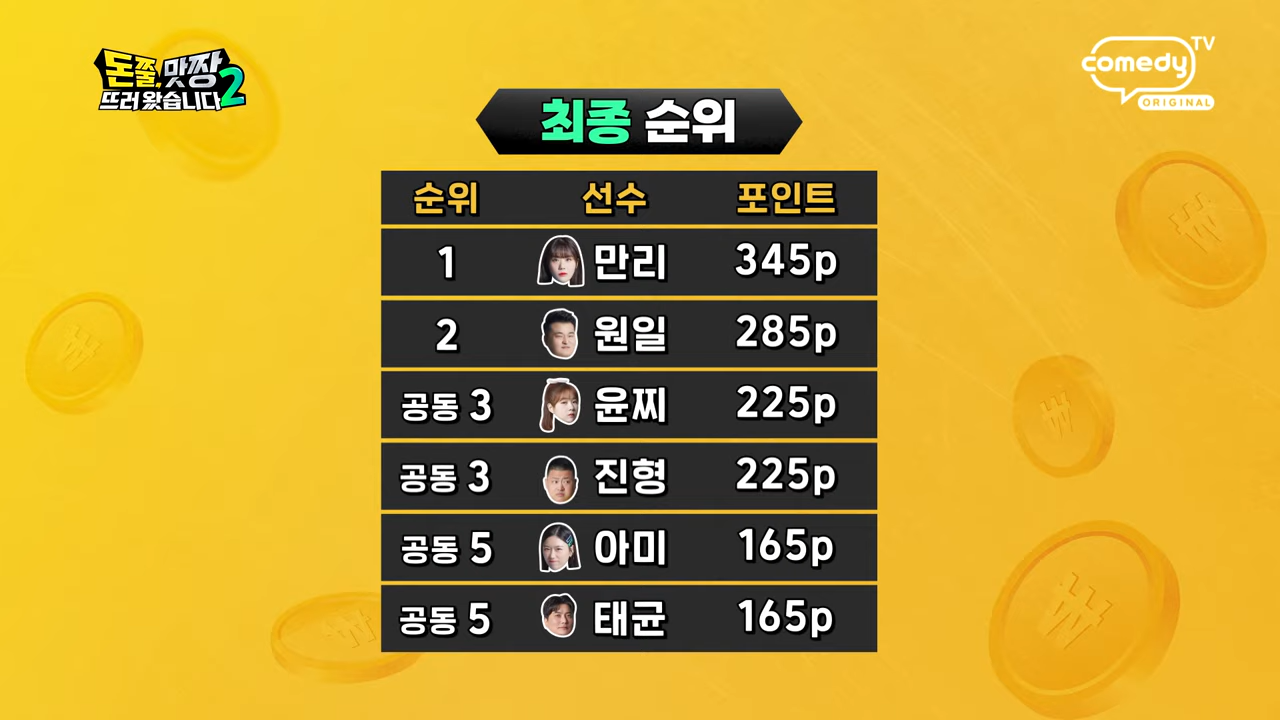 돈쭐, 맛짱
뜨러 왔습니다 2
comedy TV
ORIGINAL
최종 순위
순위 선수 포인트
1 만리 345p
2 원일 285p
공동 3 윤찌 225p
공동 3 진형 225p
공동 5 아미 165p
공동 5 태균 165p